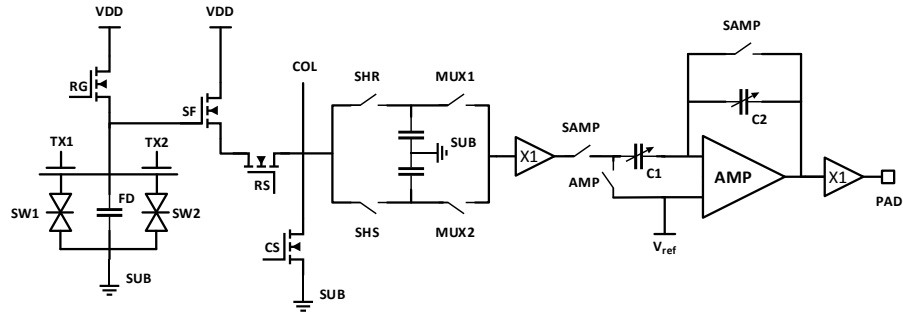 VDD
VDD
SAMP
RG
COL
SHR
MUX1
SF
C2
TX1
TX2
SUB
SAMP
X1
RS
AMP
C1
AMP
X1
SW1
FD
SW2
PAD
CS
SHS
MUX2
Vref
SUB
SUB